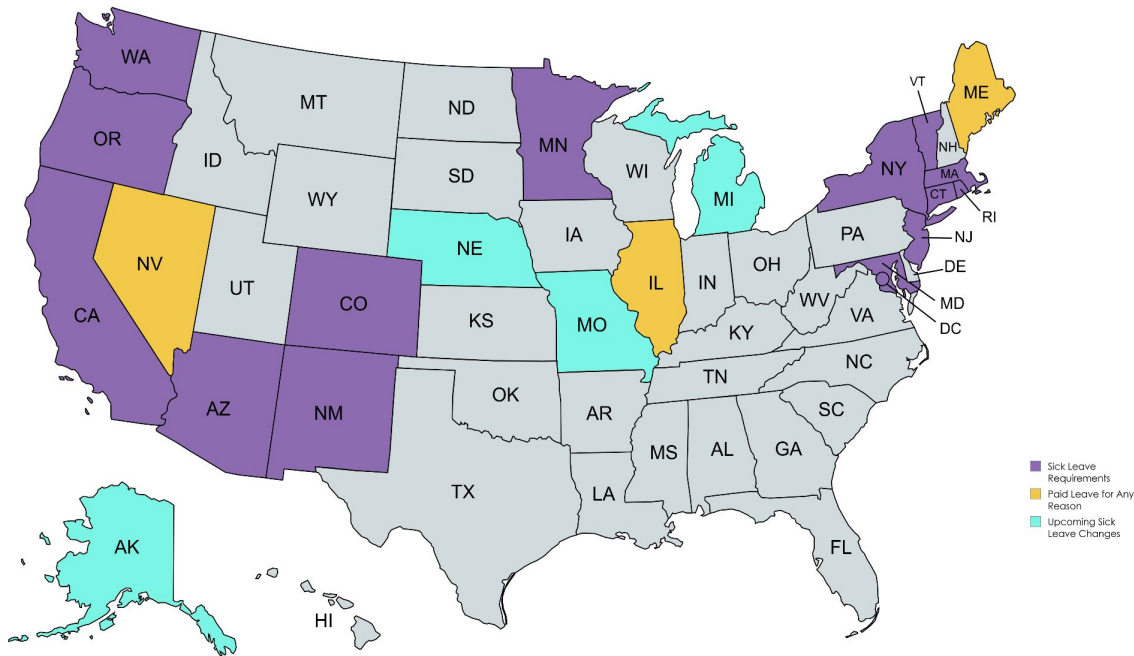 WA
MT
ND
MN
VT
ME
OR
ID
SD
WI
NH
NY
MA
WY
MI
CT
RI
IA
PA
NJ
NE
NV
OH
DE
UT
IL
IN
CO
WV
MD
CA
KS
MO
VA
DC
KY
NC
TN
OK
AZ
NM
AR
SC
MS
AL
GA
TX
LA
Sick Leave
Requirements
Paid Leave for Any
Reason
Upcoming Sick
Leave Changes
AK
FL
HI